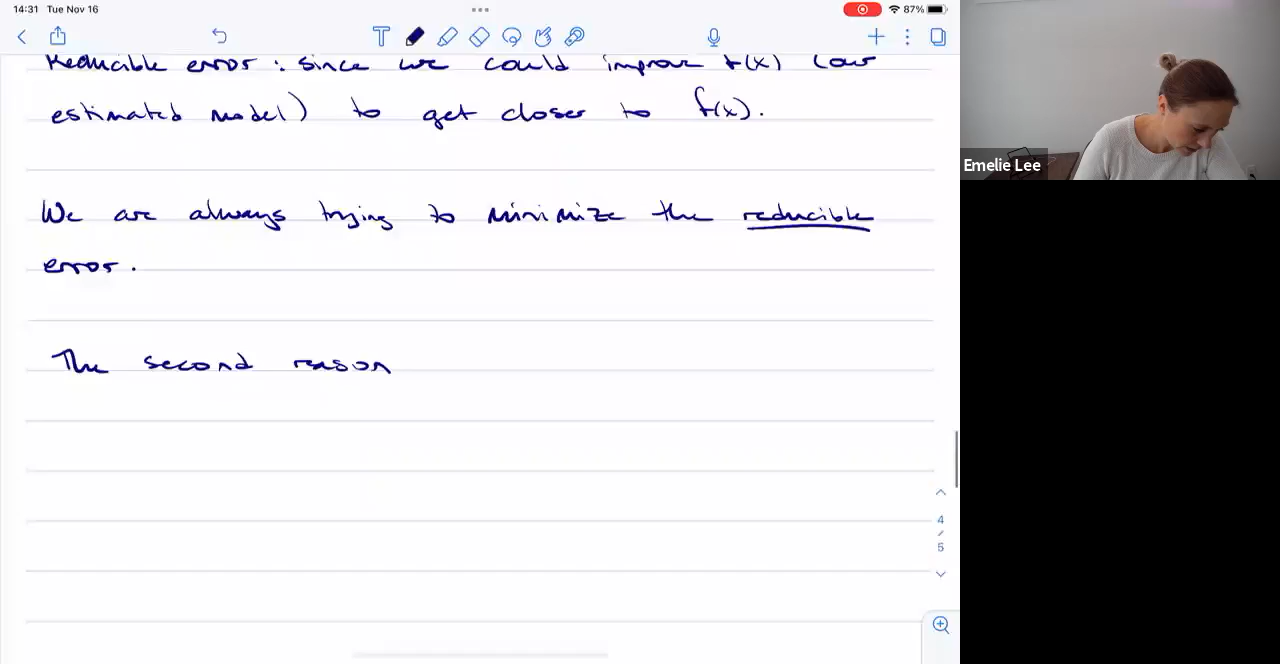 14:31 Tue Nov 16
87%
Reducible error : since we could improve f(x) (our
estimated model) to get closer to f(x).
We are always trying to minimize the reducible
error.
The second reason
4
/
5
Emelie Lee